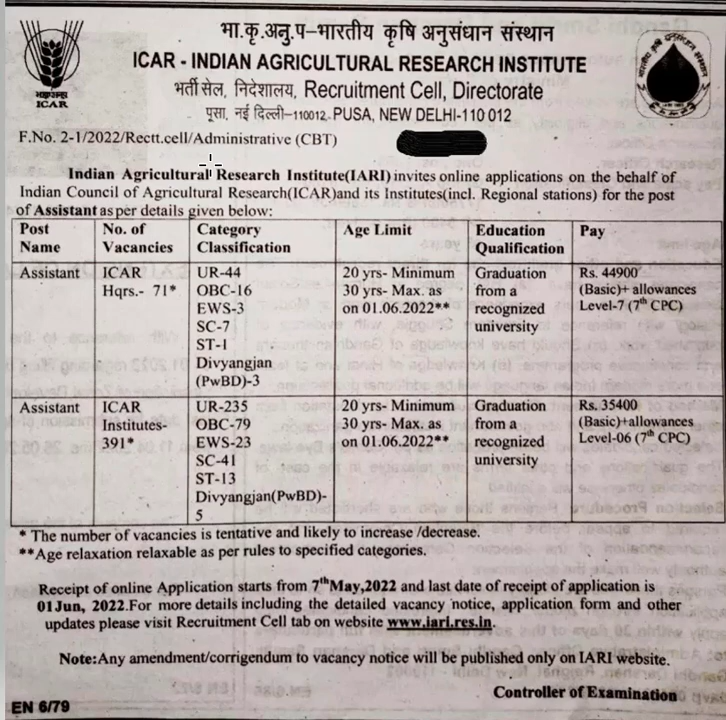 भा.कृ.अनु.प-भारतीय कृषि अनुसंधान संस्थान
ICAR - INDIAN AGRICULTURAL RESEARCH INSTITUTE
भर्ती सेल, निदेशालय, Recruitment Cell, Directorate
पूसा, नई दिल्ली-110012 PUSA, NEW DELHI-110 012
ICAR
F.No. 2-1/2022/Rectt.cell/Administrative (CBT)
Indian Agricultural Research Institute(IARI) invites online applications on the behalf of
Indian Council of Agricultural Research(ICAR)and its Institutes(incl. Regional stations) for the post
of Assistant as per details given below:
Post Name No. of Vacancies Category Classification Age Limit Education Qualification Pay
Assistant ICAR Hqrs.- 71* UR-44 20 yrs- Minimum Graduation Rs. 44900
OBC-16 30 yrs- Max. as from a (Basic)+ allowances
EWS-3 on 01.06.2022** recognized Level-7 (7th CPC)
SC-7 university
ST-1
Divyangjan
(PwBD)-3
Assistant ICAR UR-235 20 yrs- Minimum Graduation Rs. 35400
Institutes- OBC-79 30 yrs- Max. as from a (Basic)+allowances
391* EWS-23 on 01.06.2022** recognized Level-06 (7th CPC)
SC-41 university
ST-13
Divyangjan(PwBD)-
5
* The number of vacancies is tentative and likely to increase /decrease.
**Age relaxation relaxable as per rules to specified categories.
Receipt of online Application starts from 7thMay,2022 and last date of receipt of application is
01Jun, 2022.For more details including the detailed vacancy notice, application form and other
updates please visit Recruitment Cell tab on website www.iari.res.in.
Note:Any amendment/corrigendum to vacancy notice will be published only on IARI website.
Controller of Examination
EN 6/79